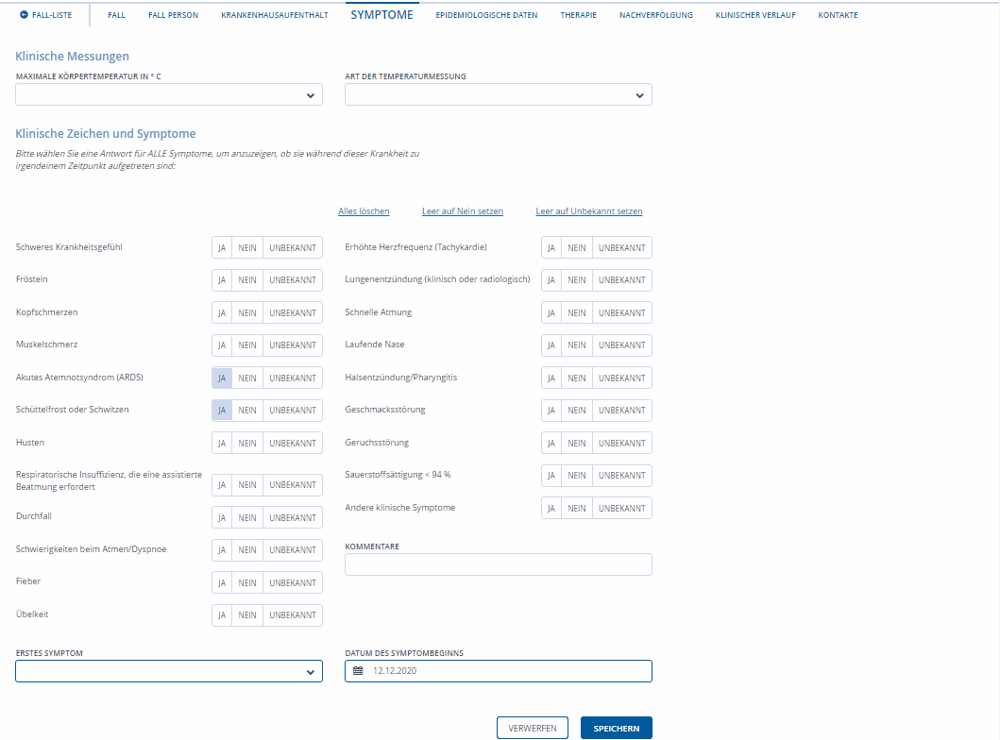 FALL-LISTE FALL FALL PERSON KRANKENHAUSAUFENTHALT SYMPTOME EPIDEMIOLOGISCHE DATEN THERAPIE NACHVERFOLGUNG KLINISCHER VERLAUF KONTAKTE
Klinische Messungen
MAXIMALE KÖRPERTEMPERATUR IN ° C ART DER TEMPERATURMESSUNG
Klinische Zeichen und Symptome
Bitte wählen Sie eine Antwort für ALLE Symptome, um anzuzeigen, ob sie während dieser Krankheit zu
irgendeinem Zeitpunkt aufgetreten sind:
Alles löschen Leer auf Nein setzen Leer auf Unbekannt setzen
Schweres Krankheitsgefühl JA NEIN UNBEKANNT Erhöhte Herzfrequenz (Tachykardie) JA NEIN UNBEKANNT
Frösteln JA NEIN UNBEKANNT Lungenentzündung (klinisch oder radiologisch) JA NEIN UNBEKANNT
Kopfschmerzen JA NEIN UNBEKANNT Schnelle Atmung JA NEIN UNBEKANNT
Muskelschmerz JA NEIN UNBEKANNT Laufende Nase JA NEIN UNBEKANNT
Akutes Atemnotsyndrom (ARDS) JA NEIN UNBEKANNT Halsentzündung/Pharyngitis JA NEIN UNBEKANNT
Schüttelfrost oder Schwitzen JA NEIN UNBEKANNT Geschmacksstörung JA NEIN UNBEKANNT
Husten JA NEIN UNBEKANNT Geruchsstörung JA NEIN UNBEKANNT
Respiratorische Insuffizienz, die eine assistierte
Beatmung erfordert JA NEIN UNBEKANNT Sauerstoffsättigung < 94 % JA NEIN UNBEKANNT
Durchfall JA NEIN UNBEKANNT Andere klinische Symptome JA NEIN UNBEKANNT
Schwierigkeiten beim Atmen/Dyspnoe JA NEIN UNBEKANNT KOMMENTARE
Fieber JA NEIN UNBEKANNT
Übelkeit JA NEIN UNBEKANNT
ERSTES SYMPTOM DATUM DES SYMPTOMBEGINNS
12.12.2020
VERWERFEN SPEICHERN